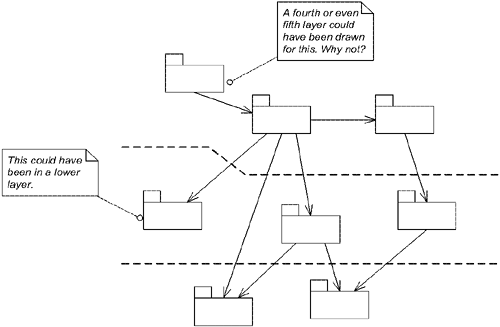 A fourth or even
fifth layer could
have been drawn
for this. Why not?
This could have
been in a lower
layer.